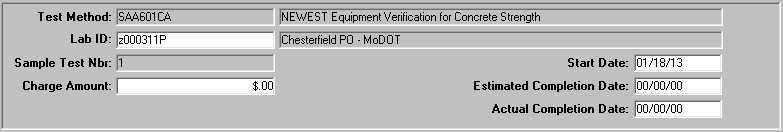 Test Method: SAA601CA NEWEST Equipment Verification for Concrete Strength
Lab ID: z000311P Chesterfield PO - MoDOT
Sample Test Nbr: 1 Start Date: 01/18/13
Charge Amount: $.00 Estimated Completion Date: 00/00/00
Actual Completion Date: 00/00/00